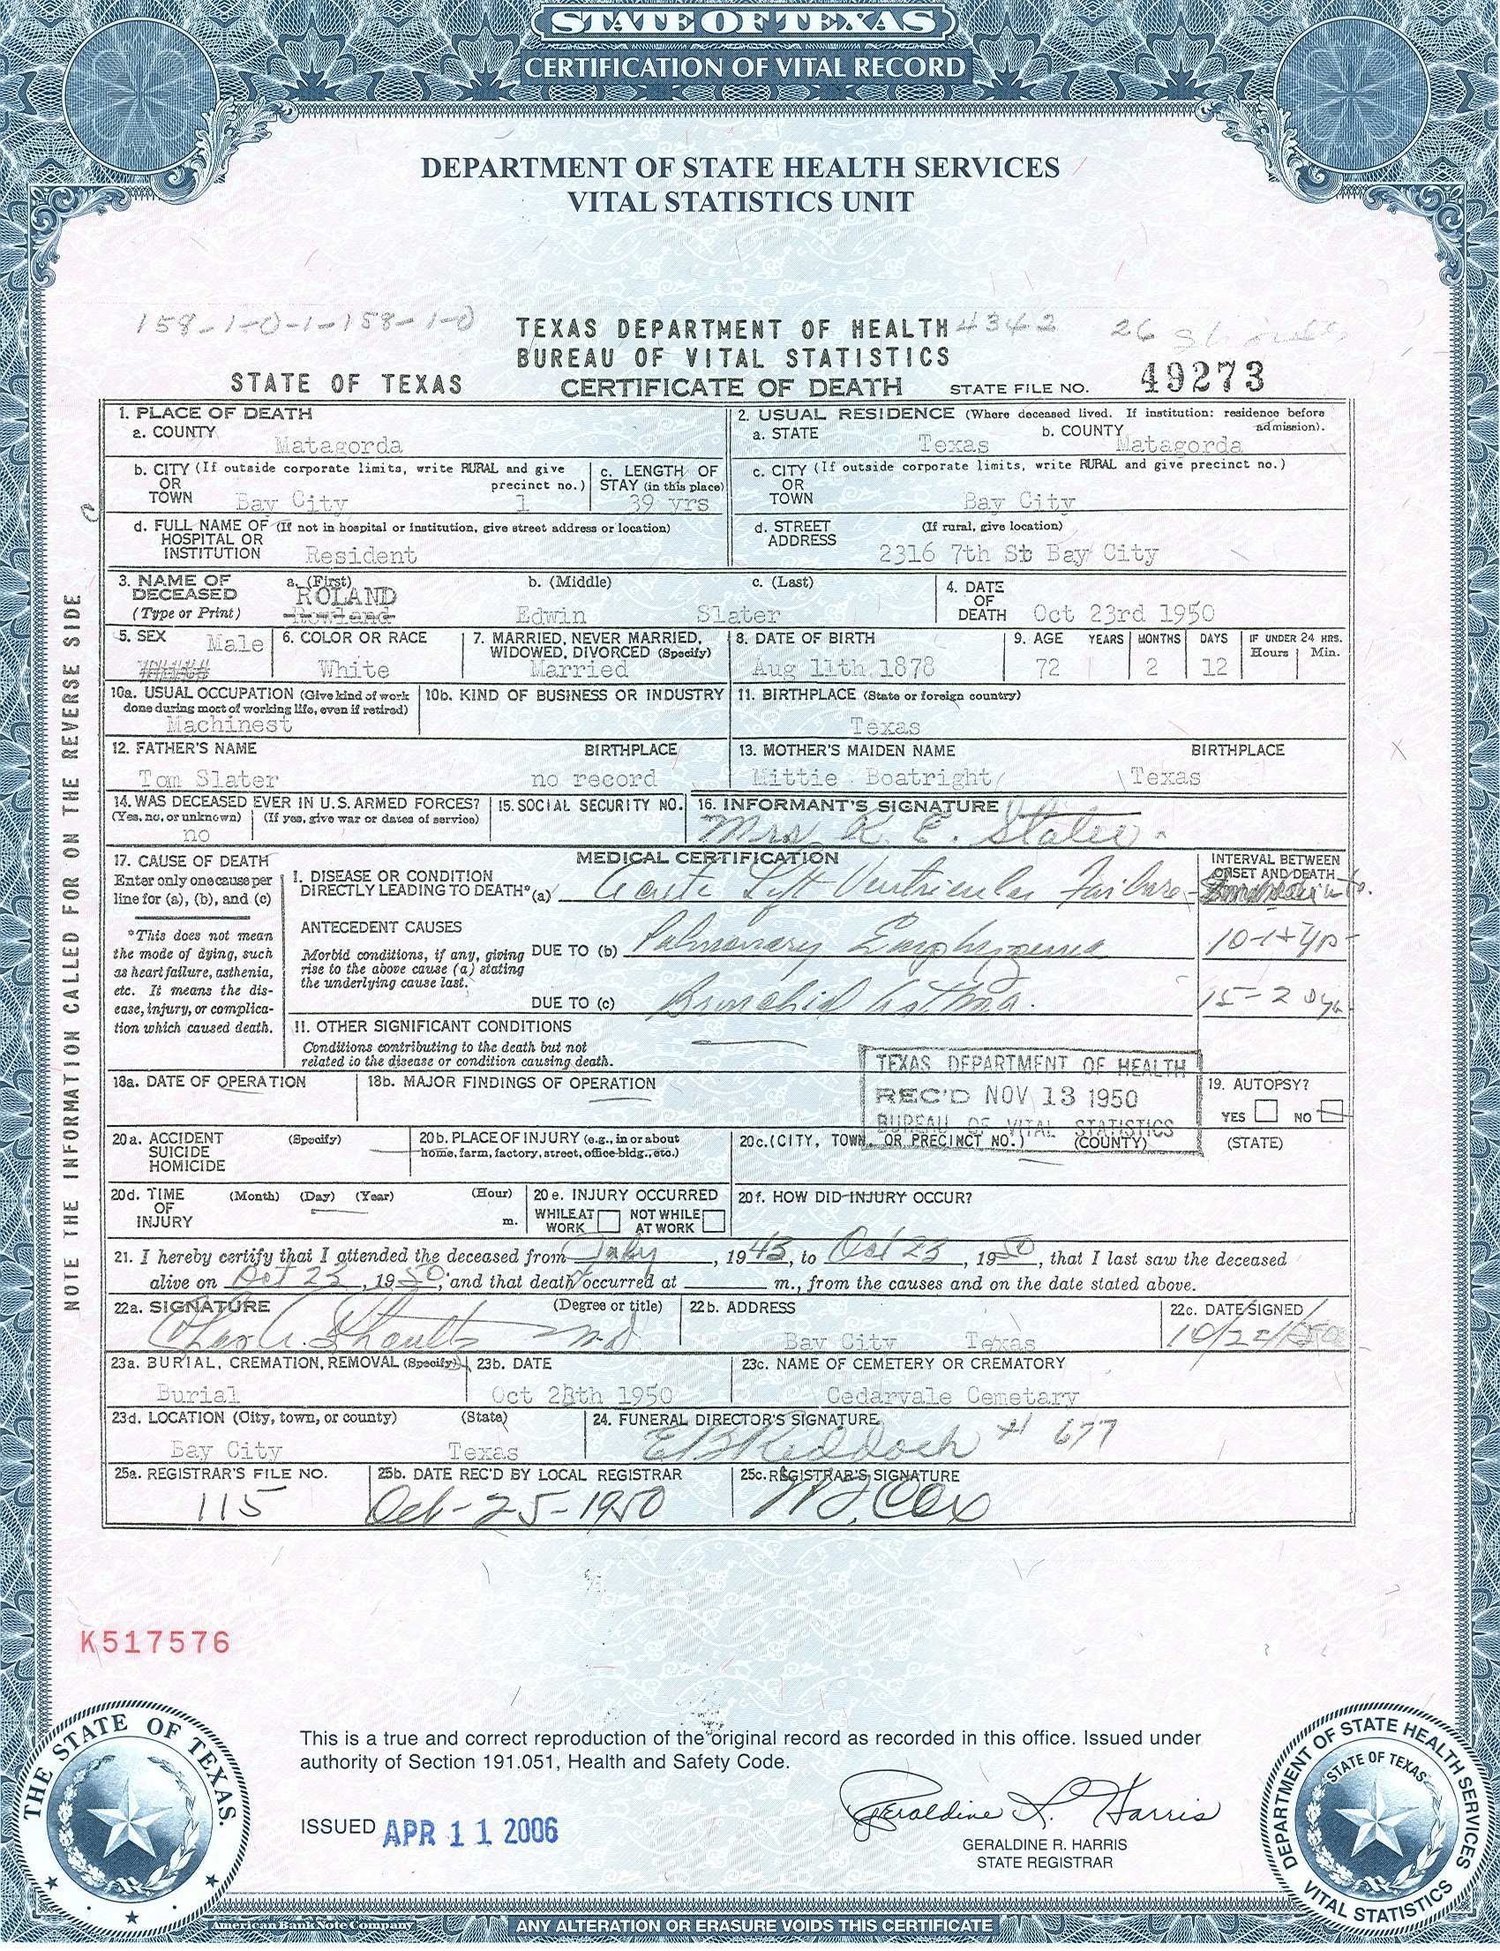 STATE OF TEXAS
CERTIFICATION OF VITAL RECORD
DEPARTMENT OF STATE HEALTH SERVICES
VITAL STATISTICS UNIT
158-1-0-1-158-1-0
TEXAS DEPARTMENT OF HEALTH 4342 26
BUREAU OF VITAL STATISTICS
STATE OF TEXAS CERTIFICATE OF DEATH STATE FILE NO. 49273
NOTE THE INFORMATION CALLED FOR ON THE REVERSE SIDE
1. PLACE OF DEATH
a. COUNTY Matagorda
2. USUAL RESIDENCE (Where deceased lived. If institution: residence before admission).
a. STATE Texas b. COUNTY Matagorda
b. CITY (If outside corporate limits, write RURAL and give precinct no.)
OR
TOWN Bay City 1
c. LENGTH OF
STAY (in this place)
39 yrs
c. CITY (If outside corporate limits, write RURAL and give precinct no.)
OR
TOWN Bay City
d. FULL NAME OF (If not in hospital or institution, give street address or location)
HOSPITAL OR
INSTITUTION Resident
d. STREET (If rural, give location)
ADDRESS 2316 7th St Bay City
3. NAME OF a. (First) b. (Middle) c. (Last)
DECEASED ROLAND
(Type or Print) Rowland Edwin Slater
4. DATE
OF
DEATH Oct 23rd 1950
5. SEX Male
6. COLOR OR RACE
White
7. MARRIED, NEVER MARRIED,
WIDOWED, DIVORCED (Specify)
Married
8. DATE OF BIRTH
Aug 11th 1878
9. AGE YEARS MONTHS DAYS IF UNDER 24 HRS.
Hours Min.
72 2 12
10a. USUAL OCCUPATION (Give kind of work
done during most of working life, even if retired)
Machinest
10b. KIND OF BUSINESS OR INDUSTRY
11. BIRTHPLACE (State or foreign country)
Texas
12. FATHER'S NAME BIRTHPLACE
Tom Slater no record
13. MOTHER'S MAIDEN NAME BIRTHPLACE
Mittie Boatright Texas
14. WAS DECEASED EVER IN U.S. ARMED FORCES?
(Yes, no, or unknown) (If yes, give war or dates of service)
no
15. SOCIAL SECURITY NO.
16. INFORMANT'S SIGNATURE
Mrs R. E. Slater
17. CAUSE OF DEATH
Enter only one cause per
line for (a), (b), and (c)
*This does not mean
the mode of dying, such
as heart failure, asthenia,
etc. It means the dis-
ease, injury, or complica-
tion which caused death.
MEDICAL CERTIFICATION
I. DISEASE OR CONDITION
DIRECTLY LEADING TO DEATH* (a) Acute Left Ventricular Failure
ANTECEDENT CAUSES
Morbid conditions, if any, giving
rise to the above cause (a) stating
the underlying cause last.
DUE TO (b) Pulmonary Emphysema
DUE TO (c) Bronchial Asthma.
INTERVAL BETWEEN
ONSET AND DEATH
II. OTHER SIGNIFICANT CONDITIONS
Conditions contributing to the death but not
related to the disease or condition causing death.
TEXAS DEPARTMENT OF HEALTH
REC'D NOV 13 1950
BUREAU OF VITAL STATISTICS
18a. DATE OF OPERATION
18b. MAJOR FINDINGS OF OPERATION
19. AUTOPSY?
YES NO
20a. ACCIDENT (Specify)
SUICIDE
HOMICIDE
20b. PLACE OF INJURY (e.g., in or about
home, farm, factory, street, office bldg., etc.)
20c. (CITY, TOWN, OR PRECINCT NO.) (COUNTY) (STATE)
20d. TIME (Month) (Day) (Year) (Hour)
OF
INJURY m.
20e. INJURY OCCURRED
WHILE AT WORK NOT WHILE AT WORK
20f. HOW DID INJURY OCCUR?
21. I hereby certify that I attended the deceased from July, 1943, to Oct 23, 1950, that I last saw the deceased
alive on Oct 23, 1950, and that death occurred at m., from the causes and on the date stated above.
22a. SIGNATURE (Degree or title)
Chas A. Shoults md
22b. ADDRESS
Bay City Texas
22c. DATE SIGNED
23a. BURIAL, CREMATION, REMOVAL (Specify)
Burial
23b. DATE
Oct 24th 1950
23c. NAME OF CEMETERY OR CREMATORY
Cedarvale Cemetary
23d. LOCATION (City, town, or county) (State)
Bay City Texas
24. FUNERAL DIRECTOR'S SIGNATURE
E B Reddoch # 677
25a. REGISTRAR'S FILE NO.
115
25b. DATE REC'D BY LOCAL REGISTRAR
Oct-25-1950
25c. REGISTRAR'S SIGNATURE
Cox
K517576
This is a true and correct reproduction of the original record as recorded in this office. Issued under
authority of Section 191.051, Health and Safety Code.
ISSUED APR 11 2006
Geraldine R. Harris
GERALDINE R. HARRIS
STATE REGISTRAR
THE STATE OF TEXAS.
DEPARTMENT OF STATE HEALTH SERVICES
STATE OF TEXAS
VITAL STATISTICS
American Bank Note Company
ANY ALTERATION OR ERASURE VOIDS THIS CERTIFICATE